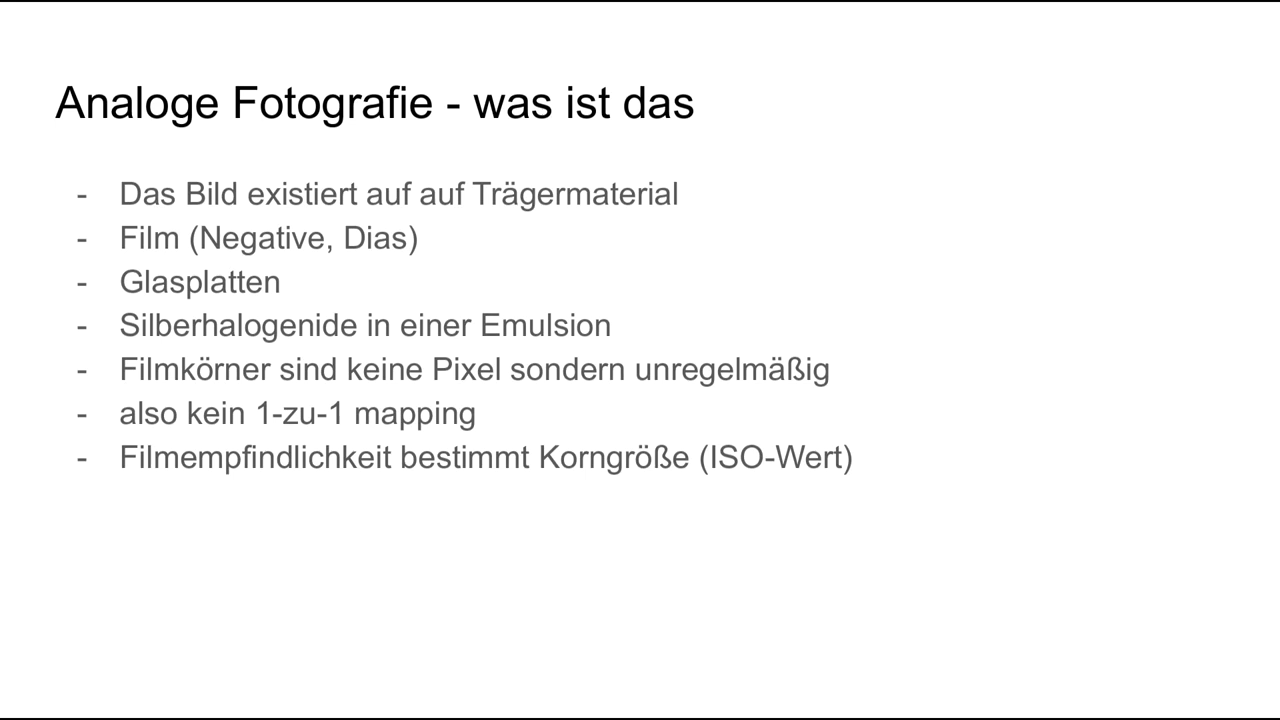 Analoge Fotografie - was ist das
- Das Bild existiert auf auf Trägermaterial
- Film (Negative, Dias)
- Glasplatten
- Silberhalogenide in einer Emulsion
- Filmkörner sind keine Pixel sondern unregelmäßig
- also kein 1-zu-1 mapping
- Filmempfindlichkeit bestimmt Korngröße (ISO-Wert)